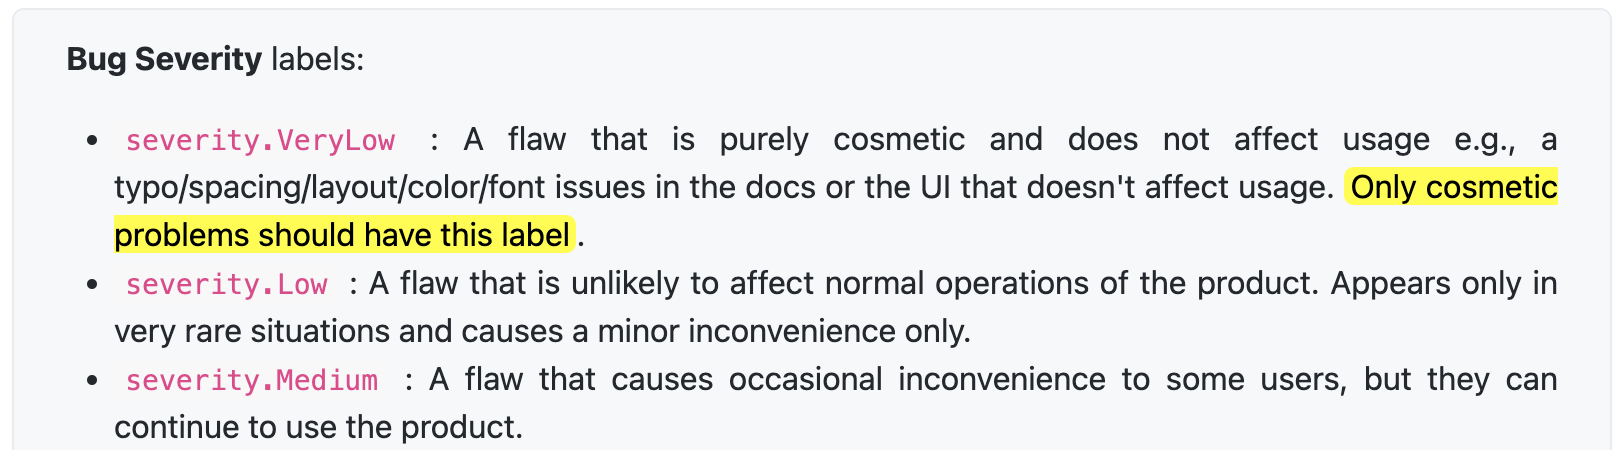 Bug Severity labels:
• severity.VeryLow : A flaw that is purely cosmetic and does not affect usage e.g., a
typo/spacing/layout/color/font issues in the docs or the UI that doesn't affect usage. Only cosmetic
problems should have this label.
• severity.Low : A flaw that is unlikely to affect normal operations of the product. Appears only in
very rare situations and causes a minor inconvenience only.
• severity.Medium : A flaw that causes occasional inconvenience to some users, but they can
continue to use the product.